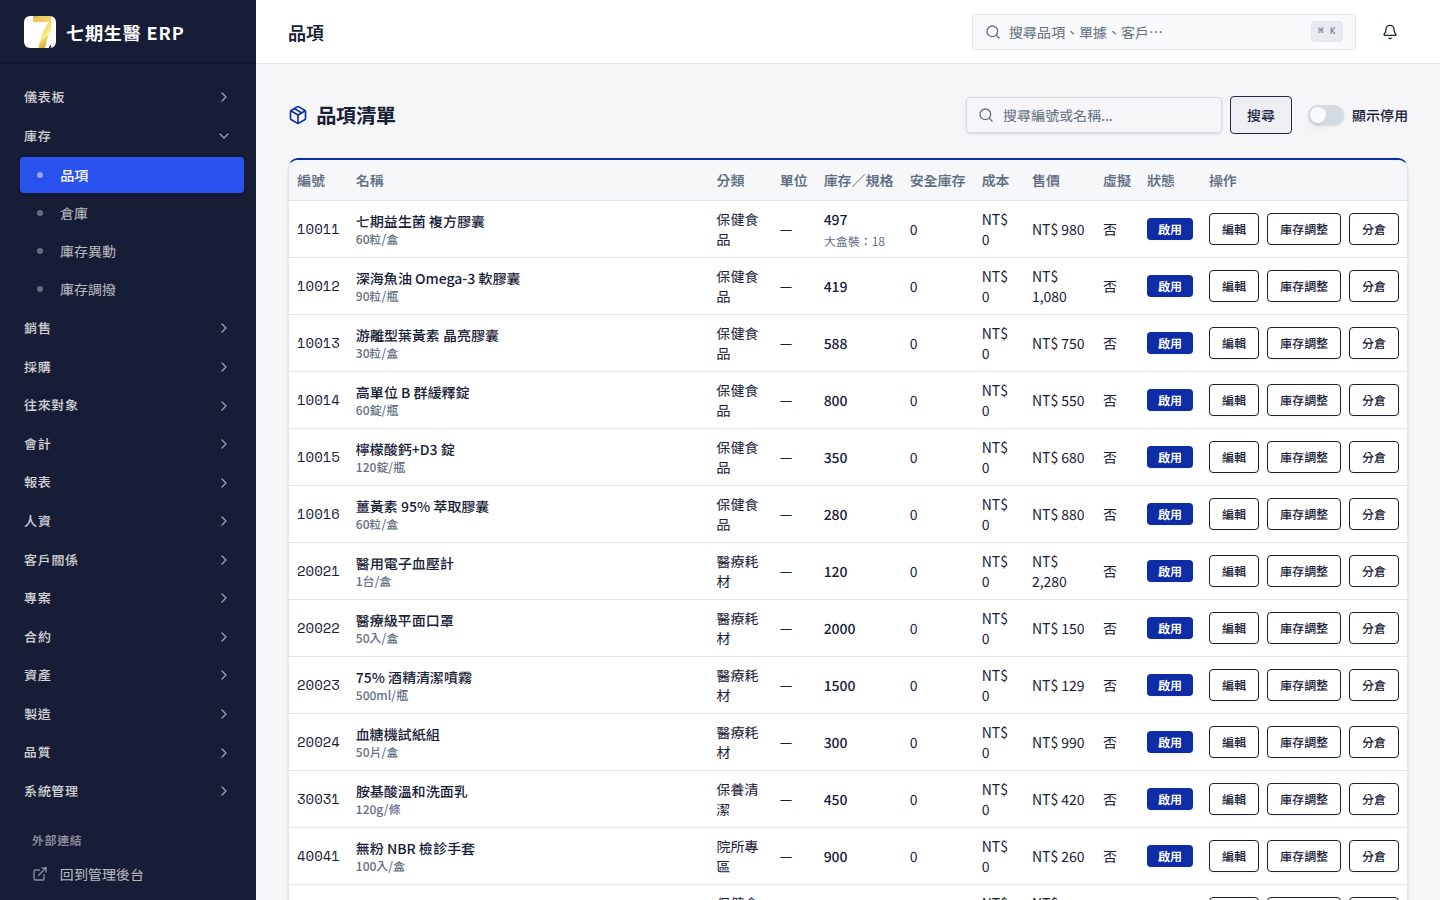 七期生醫 ERP
品項
搜尋品項、單據、客戶⋯
⌘ K
儀表板
庫存
品項
倉庫
庫存異動
庫存調撥
銷售
採購
往來對象
會計
報表
人資
客戶關係
專案
合約
資產
製造
品質
系統管理
外部連結
回到管理後台
品項清單
搜尋編號或名稱...
搜尋
顯示停用
編號 名稱 分類 單位 庫存／規格 安全庫存 成本 售價 虛擬 狀態 操作
10011 七期益生菌 複方膠囊 60粒/盒 保健食品 — 497 大盒裝：18 0 NT$ 0 NT$ 980 否 啟用 編輯 庫存調整 分倉
10012 深海魚油 Omega-3 軟膠囊 90粒/瓶 保健食品 — 419 0 NT$ 0 NT$ 1,080 否 啟用 編輯 庫存調整 分倉
10013 游離型葉黃素 晶亮膠囊 30粒/盒 保健食品 — 588 0 NT$ 0 NT$ 750 否 啟用 編輯 庫存調整 分倉
10014 高單位 B 群緩釋錠 60錠/瓶 保健食品 — 800 0 NT$ 0 NT$ 550 否 啟用 編輯 庫存調整 分倉
10015 檸檬酸鈣+D3 錠 120錠/瓶 保健食品 — 350 0 NT$ 0 NT$ 680 否 啟用 編輯 庫存調整 分倉
10016 薑黃素 95% 萃取膠囊 60粒/盒 保健食品 — 280 0 NT$ 0 NT$ 880 否 啟用 編輯 庫存調整 分倉
20021 醫用電子血壓計 1台/盒 醫療耗材 — 120 0 NT$ 0 NT$ 2,280 否 啟用 編輯 庫存調整 分倉
20022 醫療級平面口罩 50入/盒 醫療耗材 — 2000 0 NT$ 0 NT$ 150 否 啟用 編輯 庫存調整 分倉
20023 75% 酒精清潔噴霧 500ml/瓶 醫療耗材 — 1500 0 NT$ 0 NT$ 129 否 啟用 編輯 庫存調整 分倉
20024 血糖機試紙組 50片/盒 醫療耗材 — 300 0 NT$ 0 NT$ 990 否 啟用 編輯 庫存調整 分倉
30031 胺基酸溫和洗面乳 120g/條 保養清潔 — 450 0 NT$ 0 NT$ 420 否 啟用 編輯 庫存調整 分倉
40041 無粉 NBR 檢診手套 100入/盒 院所專區 — 900 0 NT$ 0 NT$ 260 否 啟用 編輯 庫存調整 分倉